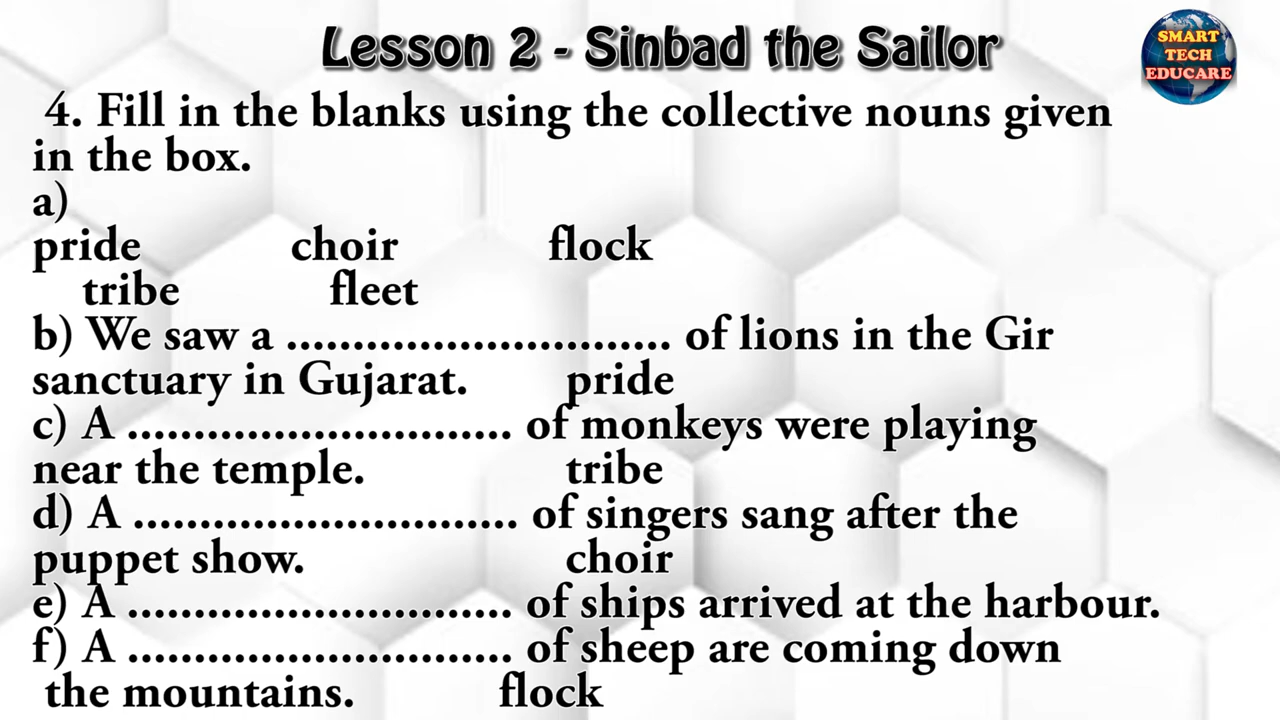 Lesson 2 - Sinbad the Sailor
SMART
TECH
EDUCARE
4. Fill in the blanks using the collective nouns given
in the box.
a)
pride choir flock
tribe fleet
b) We saw a ............................. of lions in the Gir
sanctuary in Gujarat. pride
c) A ............................. of monkeys were playing
near the temple. tribe
d) A ............................. of singers sang after the
puppet show. choir
e) A ............................. of ships arrived at the harbour.
f) A ............................. of sheep are coming down
the mountains. flock